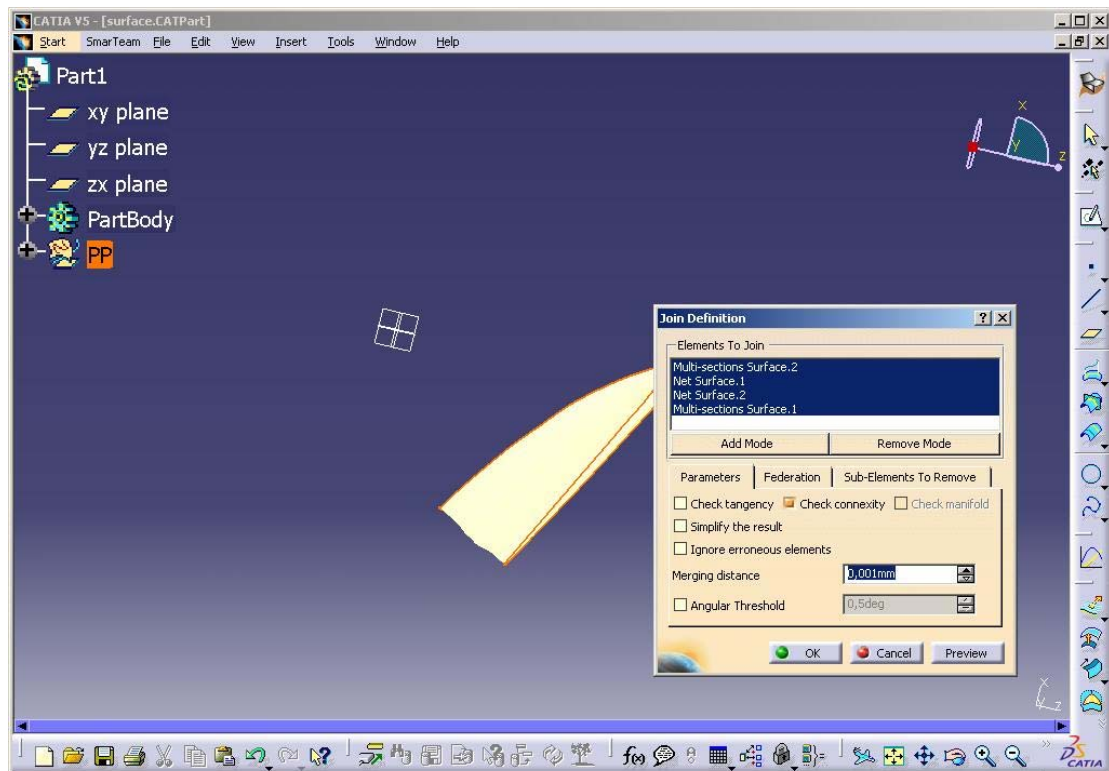 CATIA V5 - [surface.CATPart]
Start SmarTeam File Edit View Insert Tools Window Help
Part1
xy plane
yz plane
zx plane
PartBody
PP
x
y
z
Join Definition
Elements To Join
Multi-sections Surface.2
Net Surface.1
Net Surface.2
Multi-sections Surface.1
Add Mode Remove Mode
Parameters Federation Sub-Elements To Remove
Check tangency Check connexity Check manifold
Simplify the result
Ignore erroneous elements
Merging distance 0,001mm
Angular Threshold 0,5deg
OK Cancel Preview
x
z
f(x)
CATIA